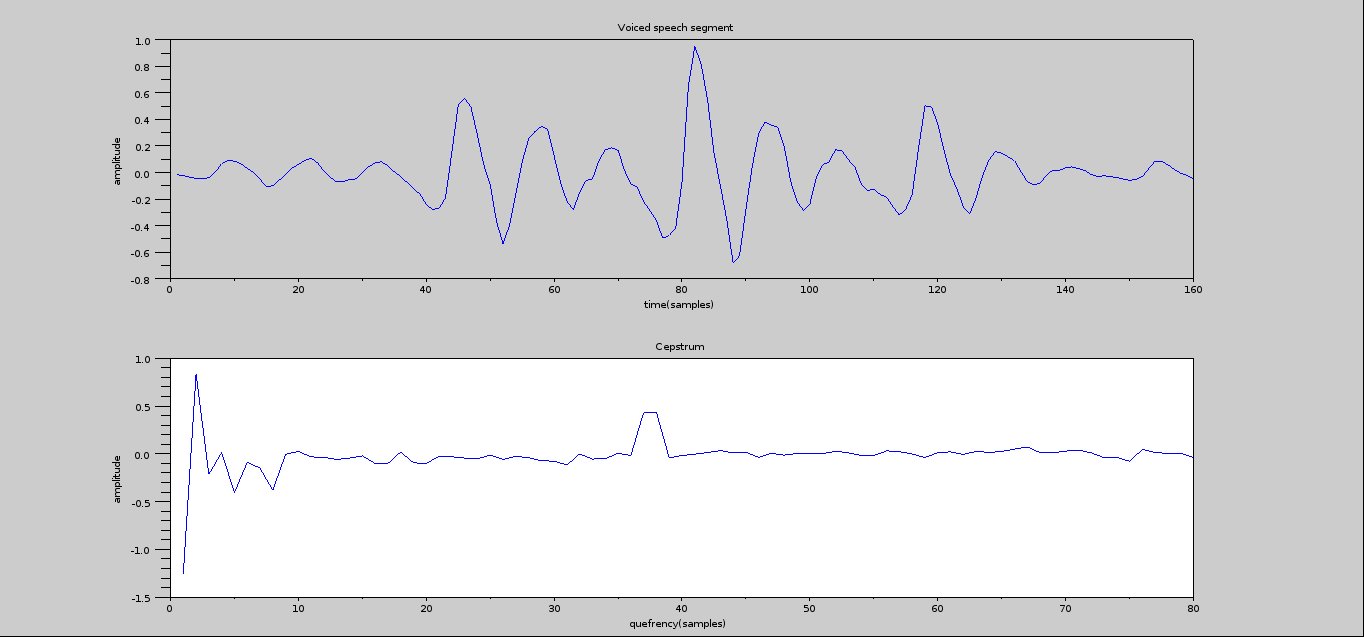 Voiced speech segment
1.0
0.8
0.6
0.4
0.2
0.0
-0.2
-0.4
-0.6
-0.8
amplitude
0 20 40 60 80 100 120 140 160
time(samples)
Cepstrum
1.0
0.5
0.0
-0.5
-1.0
-1.5
amplitude
0 10 20 30 40 50 60 70 80
quefrency(samples)